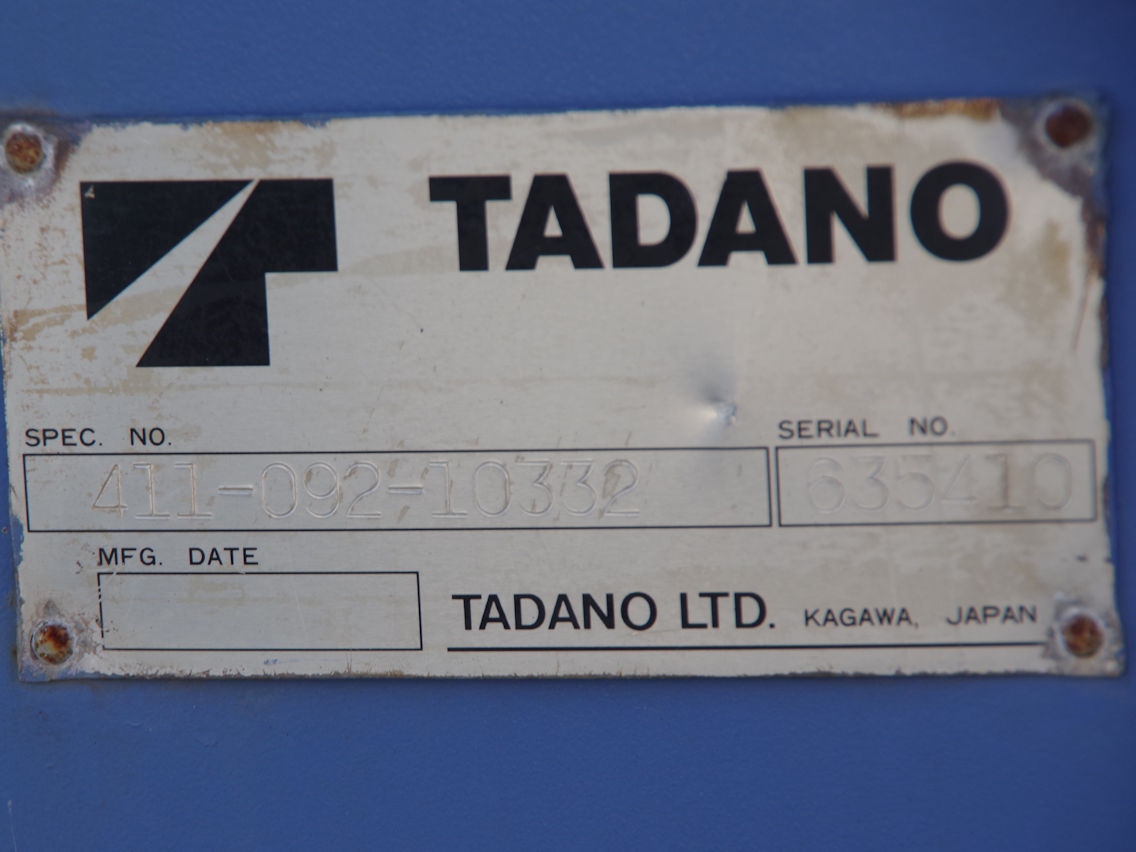 TADANO
SPEC. NO.
SERIAL NO.
411-092-10332
635410
MFG. DATE
TADANO LTD. KAGAWA, JAPAN